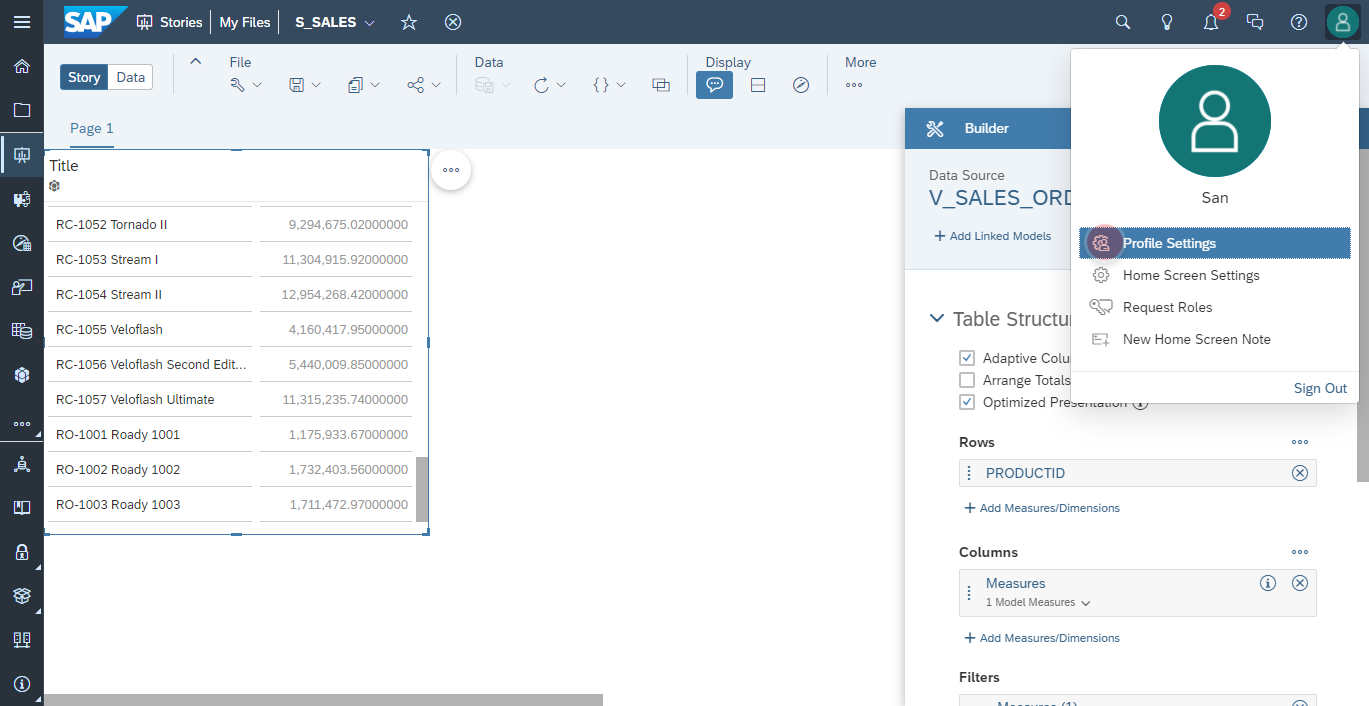 SAP Stories My Files S_SALES 2
Story Data
File
Data
Display
More
Page 1
Title
RC-1052 Tornado II 9,294,675.02000000
RC-1053 Stream I 11,304,915.92000000
RC-1054 Stream II 12,954,268.42000000
RC-1055 Veloflash 4,160,417.95000000
RC-1056 Veloflash Second Edit... 5,440,009.85000000
RC-1057 Veloflash Ultimate 11,315,235.74000000
RO-1001 Roady 1001 1,175,933.67000000
RO-1002 Roady 1002 1,732,403.56000000
RO-1003 Roady 1003 1,711,472.97000000
Builder
Data Source
V_SALES_ORD
Add Linked Models
Table Structu
Adaptive Colu
Arrange Totals
Optimized Presentation
Rows
PRODUCTID
Add Measures/Dimensions
Columns
Measures
1 Model Measures
Add Measures/Dimensions
Filters
Measures (1)
San
Profile Settings
Home Screen Settings
Request Roles
New Home Screen Note
Sign Out